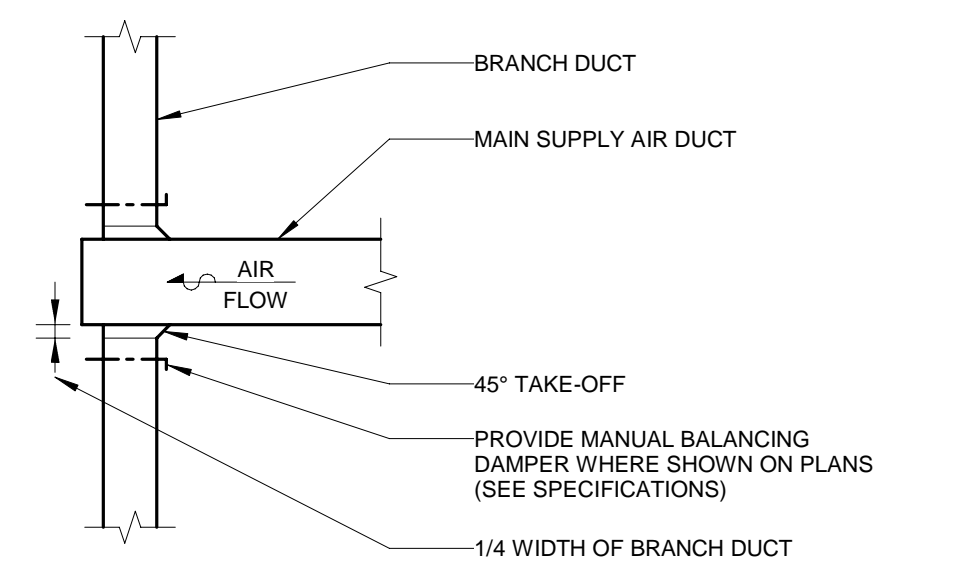 BRANCH DUCT
MAIN SUPPLY AIR DUCT
AIR
FLOW
45° TAKE-OFF
PROVIDE MANUAL BALANCING
DAMPER WHERE SHOWN ON PLANS
(SEE SPECIFICATIONS)
1/4 WIDTH OF BRANCH DUCT